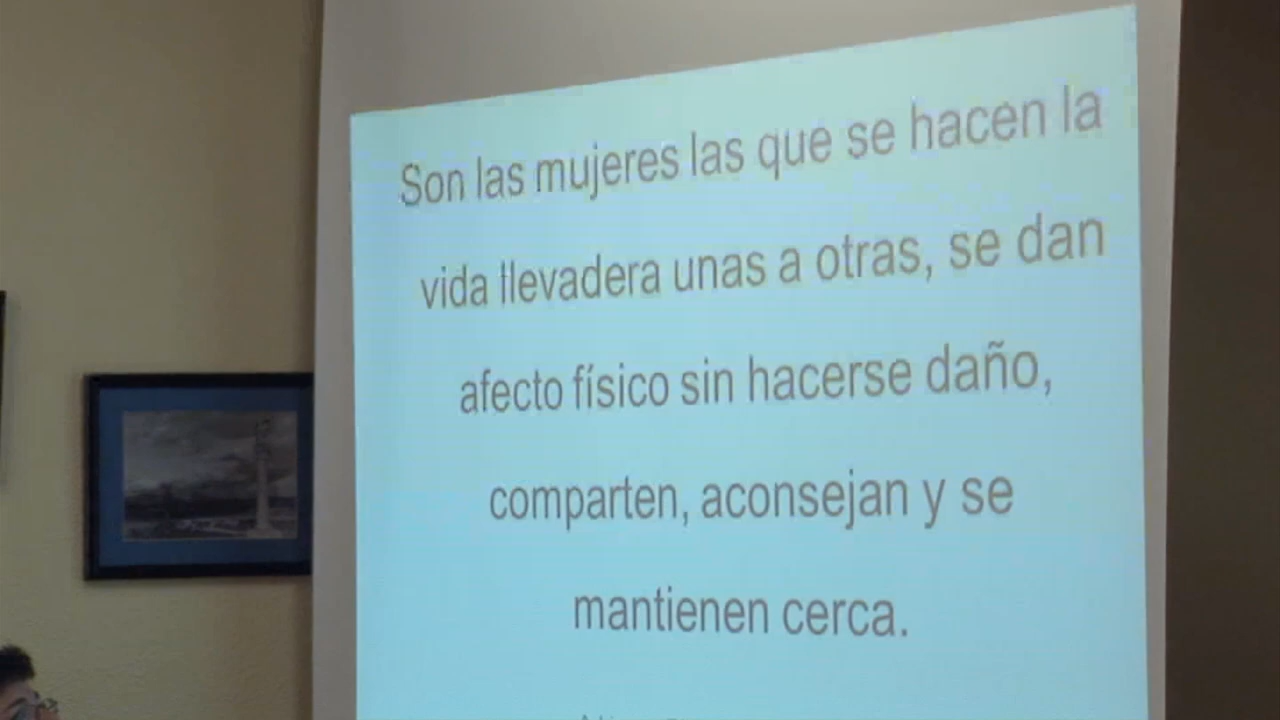 Son las mujeres las que se hacen la
vida llevadera unas a otras, se dan
afecto físico sin hacerse daño,
comparten, aconsejan y se
mantienen cerca.